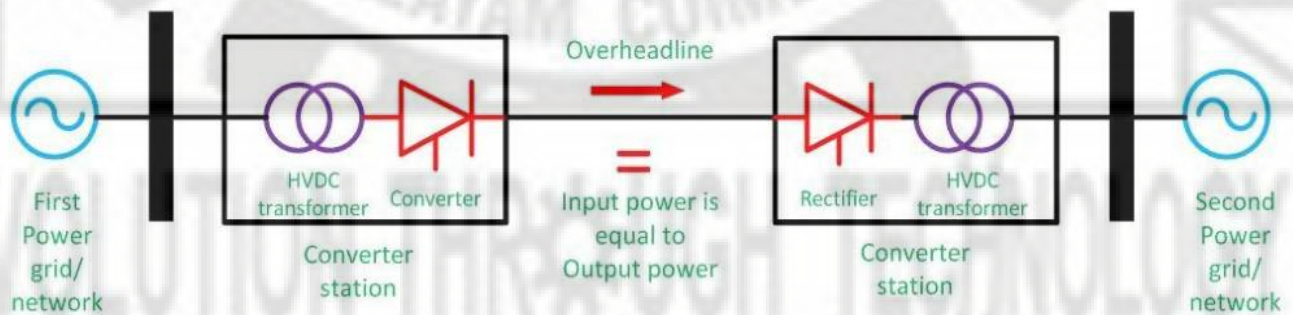 First
Power
grid/
network
HVDC
transformer
Converter
Converter
station
Overheadline
=
Input power is
equal to
Output power
Rectifier
HVDC
transformer
Converter
station
Second
Power
grid/
network